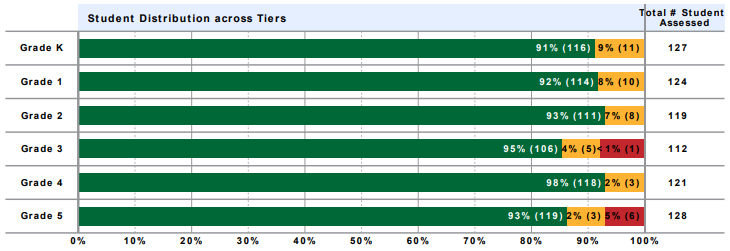 Student Distribution across Tiers
Total # Student
Assessed
Grade K 91% (116) 9% (11) 127
Grade 1 92% (114) 8% (10) 124
Grade 2 93% (111) 7% (8) 119
Grade 3 95% (106) 4% (5) <1% (1) 112
Grade 4 98% (118) 2% (3) 121
Grade 5 93% (119) 2% (3) 5% (6) 128
0% 10% 20% 30% 40% 50% 60% 70% 80% 90% 100%